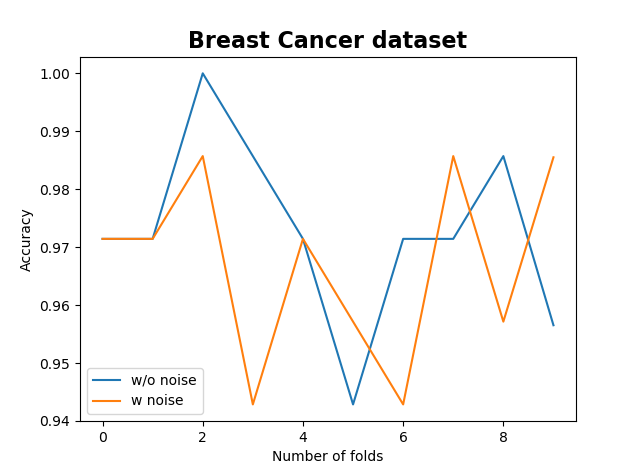 Breast Cancer dataset
1.00
0.99
0.98
0.97
0.96
0.95
0.94
Accuracy
w/o noise
w noise
0 2 4 6 8
Number of folds